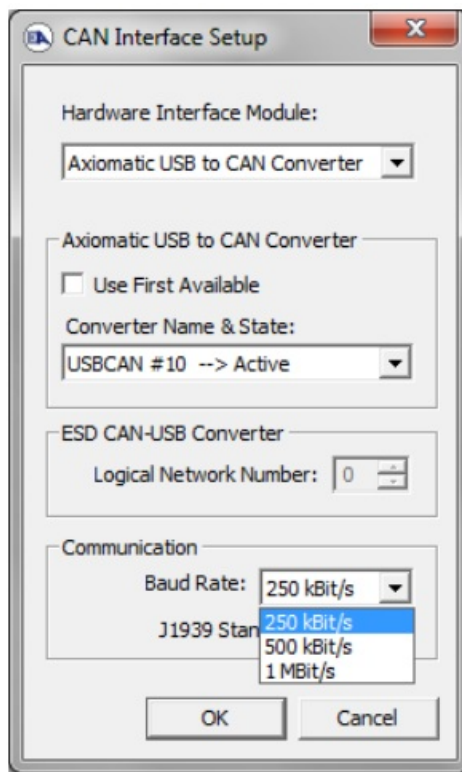 CAN Interface Setup
Hardware Interface Module:
Axiomatic USB to CAN Converter
Axiomatic USB to CAN Converter
Use First Available
Converter Name & State:
USBCAN #10 --> Active
ESD CAN-USB Converter
Logical Network Number: 0
Communication
Baud Rate: 250 kBit/s
250 kBit/s
J1939 Stan
500 kBit/s
1 MBit/s
OK Cancel